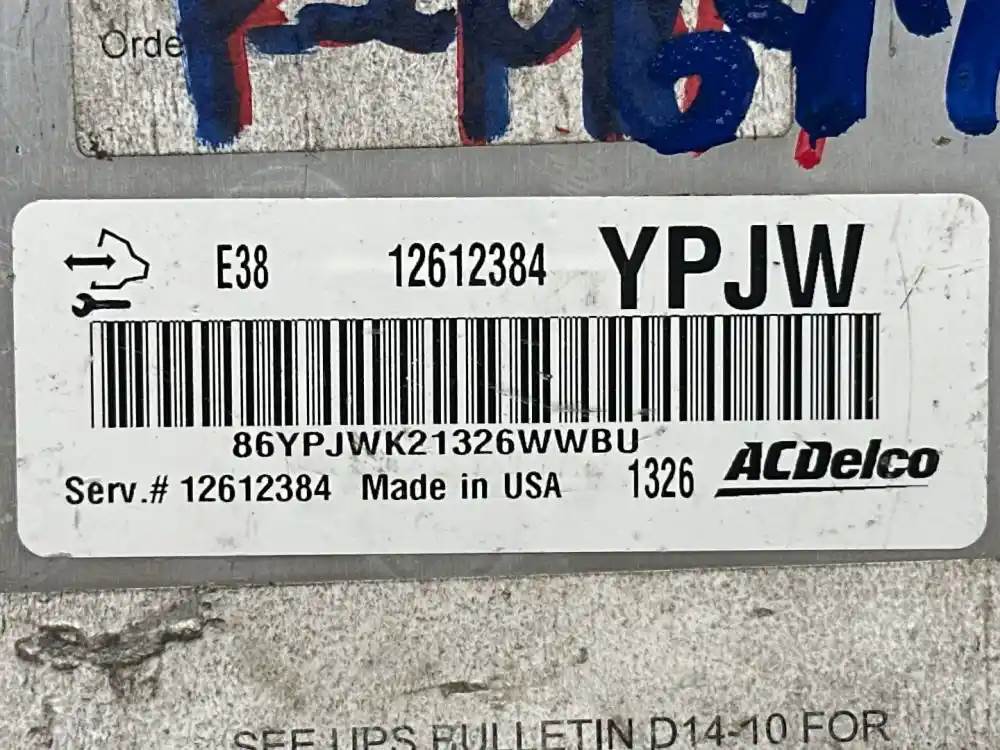 Orde
E38 12612384 YPJW
86YPJWK21326WWBU
Serv.# 12612384 Made in USA 1326 ACDelco
SEE UPS BULLETIN D14-10 FOR